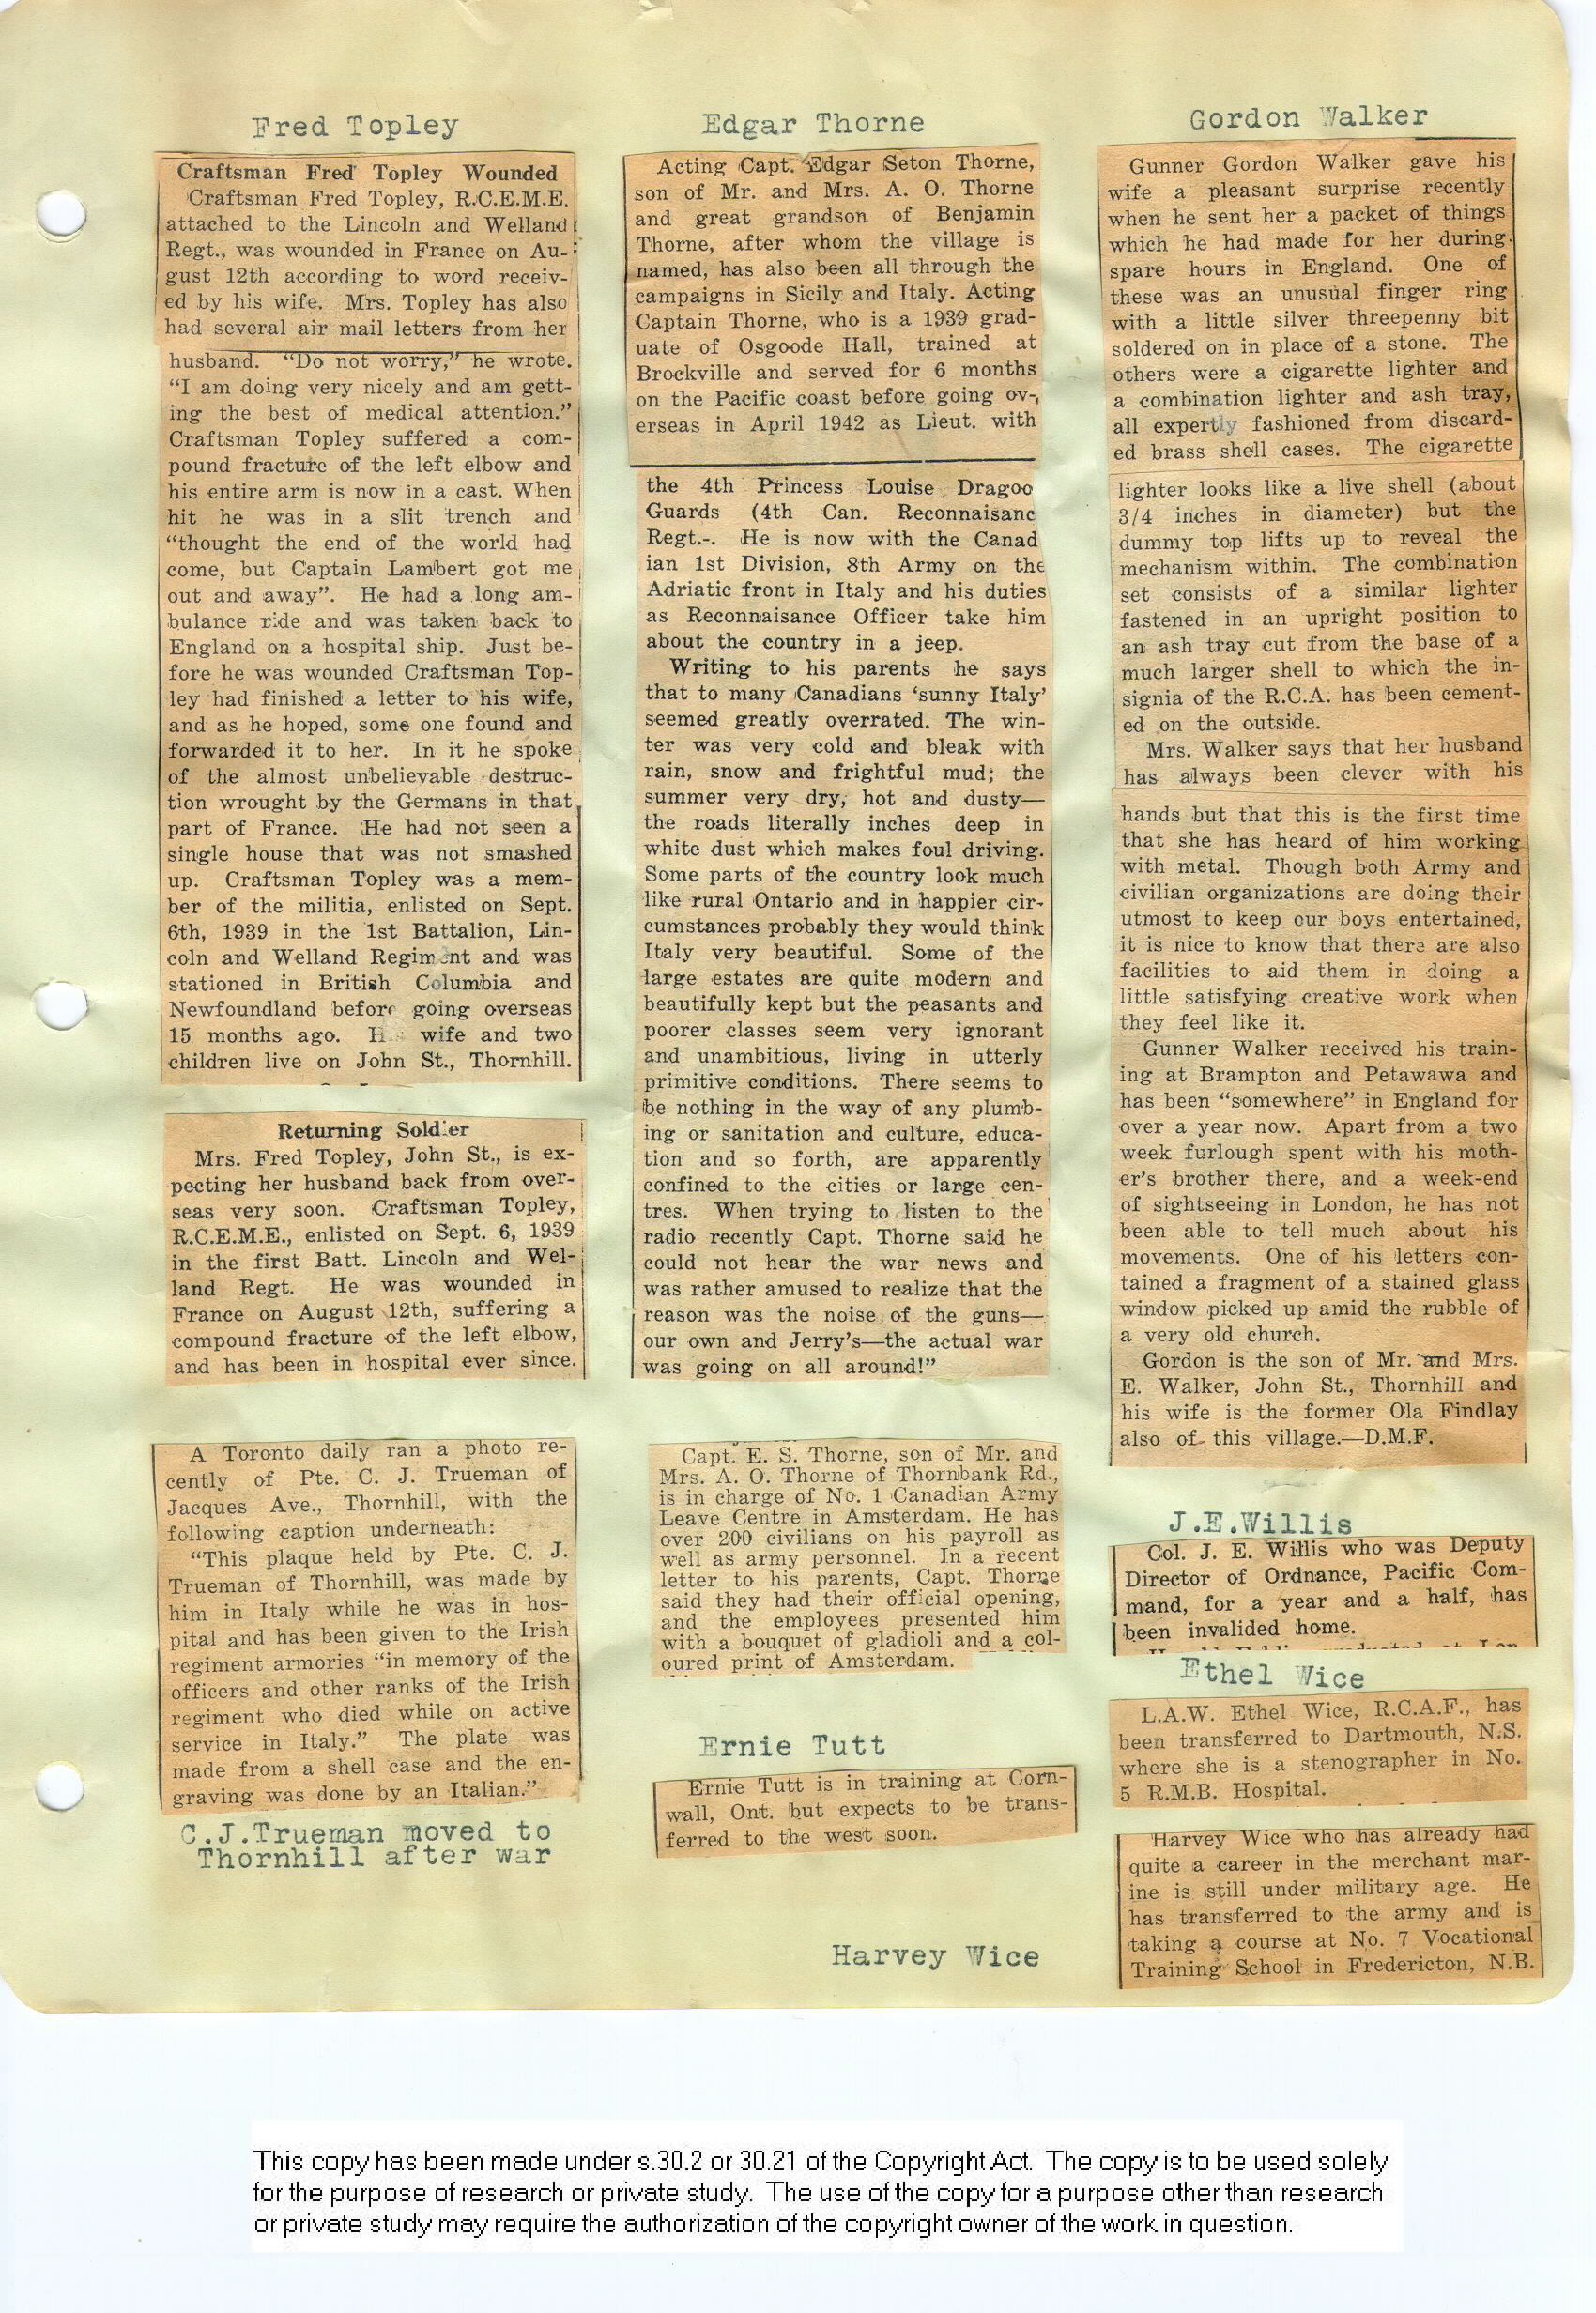 Fred Topley
Craftsman Fred Topley Wounded
Craftsman Fred Topley, R.C.E.M.E.
attached to the Lincoln and Welland
Regt., was wounded in France on Au-
gust 12th according to word receiv-
ed by his wife. Mrs. Topley has also
had several air mail letters from her
husband. "Do not worry," he wrote.
"I am doing very nicely and am gett-
ing the best of medical attention."
Craftsman Topley suffered a com-
pound fracture of the left elbow and
his entire arm is now in a cast. When
hit he was in a slit trench and
"thought the end of the world had
come, but Captain Lambert got me
out and away". He had a long am-
bulance ride and was taken back to
England on a hospital ship. Just be-
fore he was wounded Craftsman Top-
ley had finished a letter to his wife,
and as he hoped, some one found and
forwarded it to her. In it he spoke
of the almost unbelievable destruc-
tion wrought by the Germans in that
part of France. He had not seen a
single house that was not smashed
up. Craftsman Topley was a mem-
ber of the militia, enlisted on Sept.
6th, 1939 in the 1st Battalion, Lin-
coln and Welland Regiment and was
stationed in British Columbia and
Newfoundland before going overseas
15 months ago. wife and two
children live on John St., Thornhill.
Returning Soldier
Mrs. Fred Topley, John St., is ex-
pecting her husband back from over-
seas very soon. Craftsman Topley,
R.C.E.M.E., enlisted on Sept. 6, 1939
in the first Batt. Lincoln and Wel-
land Regt. He was wounded in
France on August 12th, suffering a
compound fracture of the left elbow,
and has been in hospital ever since.
A Toronto daily ran a photo re-
cently of Pte. C. J. Trueman of
Jacques Ave., Thornhill, with the
following caption underneath:
"This plaque held by Pte. C. J.
Trueman of Thornhill, was made by
him in Italy while he was in hos-
pital and has been given to the Irish
regiment armories "in memory of the
officers and other ranks of the Irish
regiment who died while on active
service in Italy." The plate was
made from a shell case and the en-
graving was done by an Italian."
C.J.Trueman moved to
Thornhill after war
Edgar Thorne
Acting Capt. Edgar Seton Thorne,
son of Mr. and Mrs. A. O. Thorne
and great grandson of Benjamin
Thorne, after whom the village is
named, has also been all through the
campaigns in Sicily and Italy. Acting
Captain Thorne, who is a 1939 grad-
uate of Osgoode Hall, trained at
Brockville and served for 6 months
on the Pacific coast before going ov-
erseas in April 1942 as Lieut. with
the 4th Princess Louise Dragoo
Guards (4th Can. Reconnaisanc
Regt.-. He is now with the Canad
ian 1st Division, 8th Army on the
Adriatic front in Italy and his duties
as Reconnaisance Officer take him
about the country in a jeep.
Writing to his parents he says
that to many Canadians 'sunny Italy'
seemed greatly overrated. The win-
ter was very cold and bleak with
rain, snow and frightful mud; the
summer very dry, hot and dusty—
the roads literally inches deep in
white dust which makes foul driving.
Some parts of the country look much
like rural Ontario and in happier cir-
cumstances probably they would think
Italy very beautiful. Some of the
large estates are quite modern and
beautifully kept but the peasants and
poorer classes seem very ignorant
and unambitious, living in utterly
primitive conditions. There seems to
be nothing in the way of any plumb-
ing or sanitation and culture, educa-
tion and so forth, are apparently
confined to the cities or large cen-
tres. When trying to listen to the
radio recently Capt. Thorne said he
could not hear the war news and
was rather amused to realize that the
reason was the noise of the guns—
our own and Jerry's—the actual war
was going on all around!"
Capt. E. S. Thorne, son of Mr. and
Mrs. A. O. Thorne of Thornbank Rd.,
is in charge of No. 1 Canadian Army
Leave Centre in Amsterdam. He has
over 200 civilians on his payroll as
well as army personnel. In a recent
letter to his parents, Capt. Thorne
said they had their official opening,
and the employees presented him
with a bouquet of gladioli and a col-
oured print of Amsterdam.
Ernie Tutt
Ernie Tutt is in training at Corn-
wall, Ont. but expects to be trans-
ferred to the west soon.
Harvey Wice
Gordon Walker
Gunner Gordon Walker gave his
wife a pleasant surprise recently
when he sent her a packet of things
which he had made for her during
spare hours in England. One of
these was an unusual finger ring
with a little silver threepenny bit
soldered on in place of a stone. The
others were a cigarette lighter and
a combination lighter and ash tray,
all expertly fashioned from discard-
ed brass shell cases. The cigarette
lighter looks like a live shell (about
3/4 inches in diameter) but the
dummy top lifts up to reveal the
mechanism within. The combination
set consists of a similar lighter
fastened in an upright position to
an ash tray cut from the base of a
much larger shell to which the in-
signia of the R.C.A. has been cement-
ed on the outside.
Mrs. Walker says that her husband
has always been clever with his
hands but that this is the first time
that she has heard of him working
with metal. Though both Army and
civilian organizations are doing their
utmost to keep our boys entertained,
it is nice to know that there are also
facilities to aid them in doing a
little satisfying creative work when
they feel like it.
Gunner Walker received his train-
ing at Brampton and Petawawa and
has been "somewhere" in England for
over a year now. Apart from a two
week furlough spent with his moth-
er's brother there, and a week-end
of sightseeing in London, he has not
been able to tell much about his
movements. One of his letters con-
tained a fragment of a stained glass
window picked up amid the rubble of
a very old church.
Gordon is the son of Mr. and Mrs.
E. Walker, John St., Thornhill and
his wife is the former Ola Findlay
also of this village.—D.M.F.
J.E.Willis
Col. J. E. Willis who was Deputy
Director of Ordnance, Pacific Com-
mand, for a year and a half, has
been invalided home.
Ethel Wice
L.A.W. Ethel Wice, R.C.A.F., has
been transferred to Dartmouth, N.S.
where she is a stenographer in No.
5 R.M.B. Hospital.
Harvey Wice who has already had
quite a career in the merchant mar-
ine is still under military age. He
has transferred to the army and is
taking a course at No. 7 Vocational
Training School in Fredericton, N.B.
This copy has been made under s.30.2 or 30.21 of the Copyright Act. The copy is to be used solely
for the purpose of research or private study. The use of the copy for a purpose other than research
or private study may require the authorization of the copyright owner of the work in question.